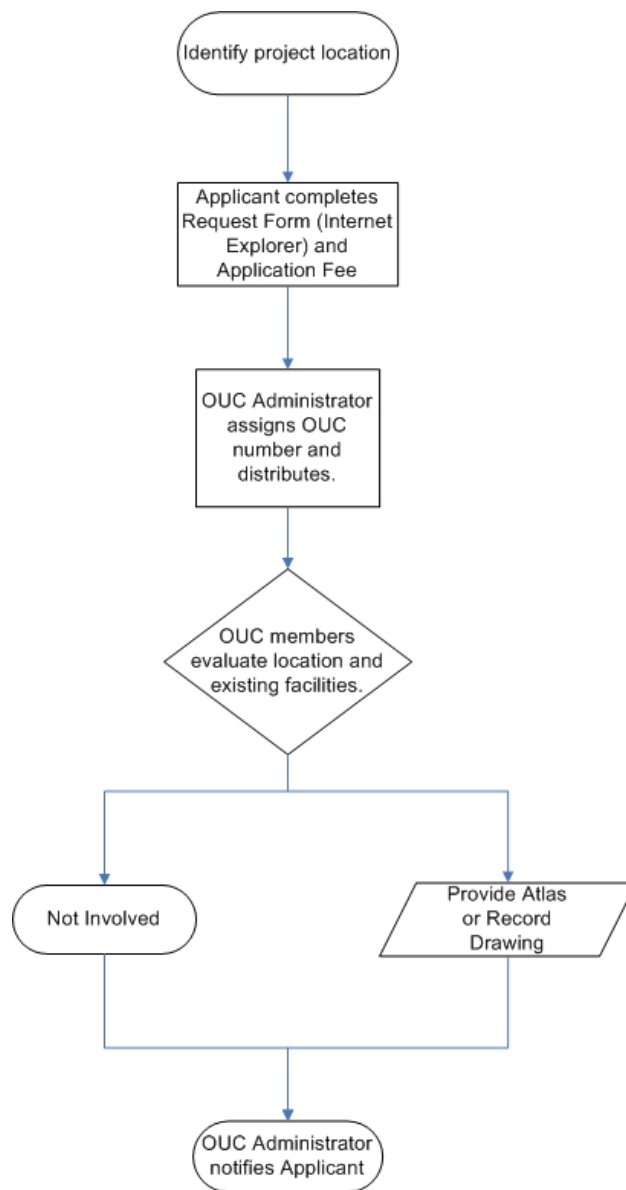 Identify project location
Applicant completes
Request Form (Internet
Explorer) and
Application Fee
OUC Administrator
assigns OUC
number and
distributes.
OUC members
evaluate location and
existing facilities.
Not Involved
Provide Atlas
or Record
Drawing
OUC Administrator
notifies Applicant